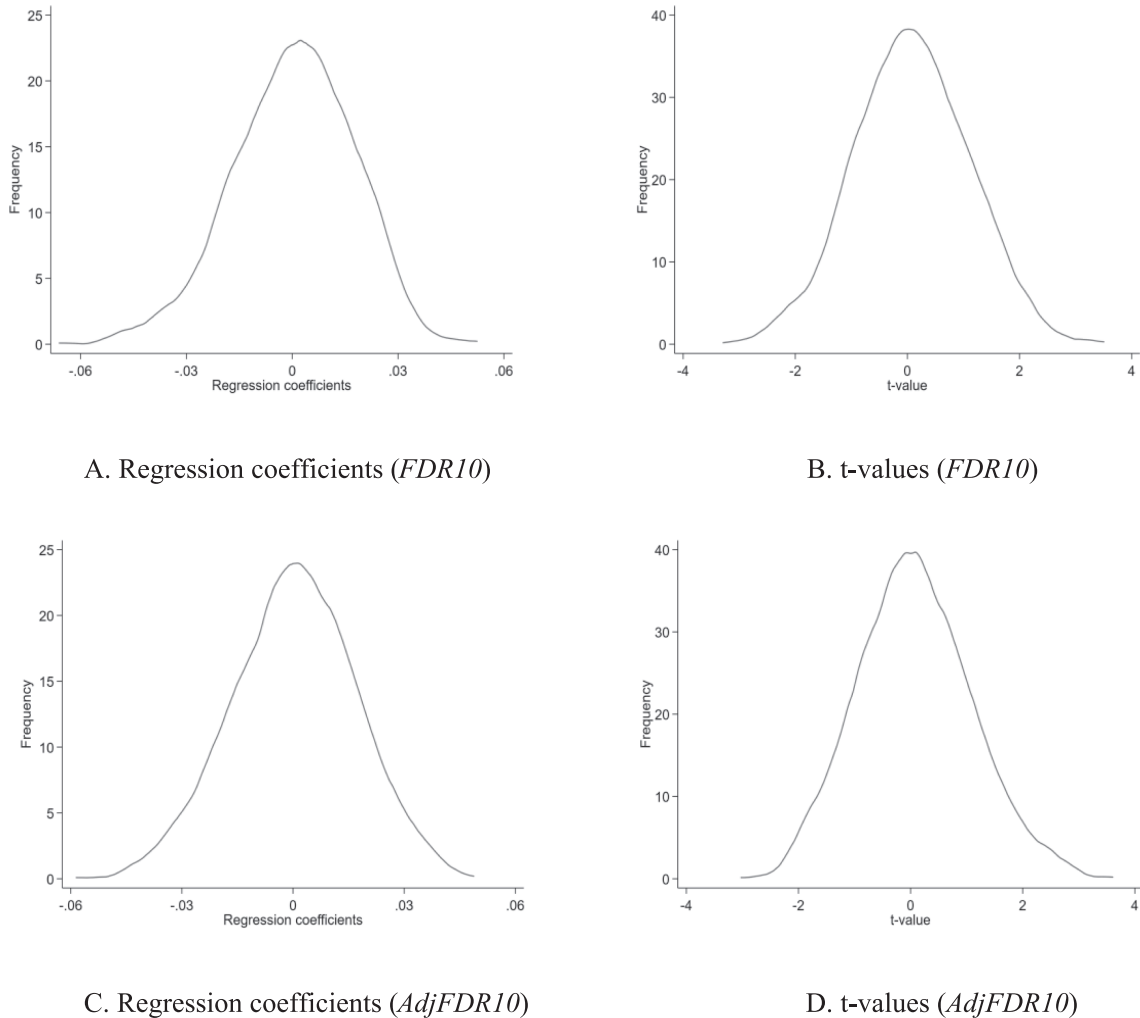 25
20
15
10
5
0
Frequency
-.06 -.03 0 .03 .06
Regression coefficients
A. Regression coefficients (FDR10)
40
30
20
10
0
Frequency
-4 -2 0 2 4
t-value
B. t-values (FDR10)
25
20
15
10
5
0
Frequency
-.06 -.03 0 .03 .06
Regression coefficients
C. Regression coefficients (AdjFDR10)
40
30
20
10
0
Frequency
-4 -2 0 2 4
t-value
D. t-values (AdjFDR10)